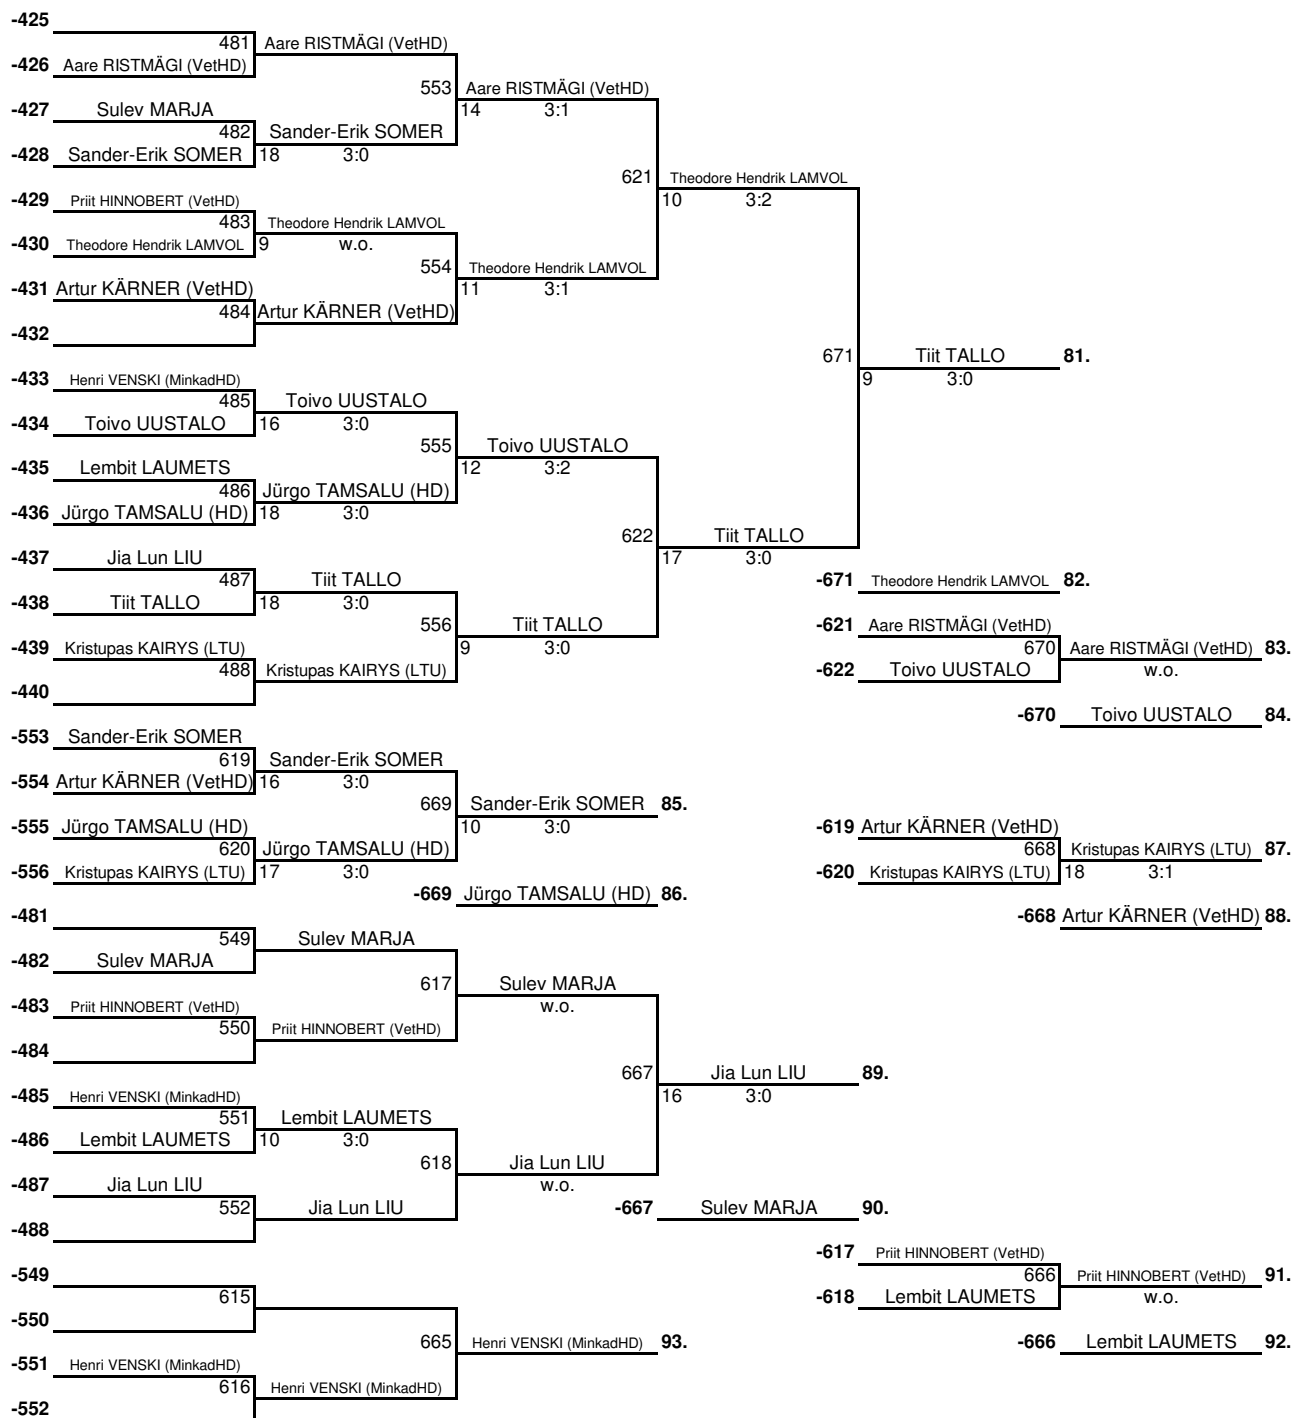 -425
481 Aare RISTMÄGI (VetHD)
-426 Aare RISTMÄGI (VetHD)
553 Aare RISTMÄGI (VetHD)
-427 Sulev MARJA 14 3:1
482 Sander-Erik SOMER
-428 Sander-Erik SOMER 18 3:0
621 Theodore Hendrik LAMVOL
-429 Priit HINNOBERT (VetHD) 10 3:2
483 Theodore Hendrik LAMVOL
-430 Theodore Hendrik LAMVOL 9 w.o.
554 Theodore Hendrik LAMVOL
-431 Artur KÄRNER (VetHD) 11 3:1
484 Artur KÄRNER (VetHD)
-432
671 Tiit TALLO 81.
-433 Henri VENSKI (MinkadHD) 9 3:0
485 Toivo UUSTALO
-434 Toivo UUSTALO 16 3:0
555 Toivo UUSTALO
-435 Lembit LAUMETS 12 3:2
486 Jürgo TAMSALU (HD)
-436 Jürgo TAMSALU (HD) 18 3:0
622 Tiit TALLO
-437 Jia Lun LIU 17 3:0
487 Tiit TALLO -671 Theodore Hendrik LAMVOL 82.
-438 Tiit TALLO 18 3:0
556 Tiit TALLO -621 Aare RISTMÄGI (VetHD)
-439 Kristupas KAIRYS (LTU) 9 3:0 670 Aare RISTMÄGI (VetHD) 83.
488 Kristupas KAIRYS (LTU) -622 Toivo UUSTALO w.o.
-440
-670 Toivo UUSTALO 84.
-553 Sander-Erik SOMER
619 Sander-Erik SOMER
-554 Artur KÄRNER (VetHD) 16 3:0
669 Sander-Erik SOMER 85.
-555 Jürgo TAMSALU (HD) 10 3:0 -619 Artur KÄRNER (VetHD)
620 Jürgo TAMSALU (HD) 668 Kristupas KAIRYS (LTU) 87.
-556 Kristupas KAIRYS (LTU) 17 3:0 -620 Kristupas KAIRYS (LTU) 18 3:1
-669 Jürgo TAMSALU (HD) 86.
-481 -668 Artur KÄRNER (VetHD) 88.
549 Sulev MARJA
-482 Sulev MARJA
617 Sulev MARJA
-483 Priit HINNOBERT (VetHD) w.o.
550 Priit HINNOBERT (VetHD)
-484
667 Jia Lun LIU 89.
-485 Henri VENSKI (MinkadHD) 16 3:0
551 Lembit LAUMETS
-486 Lembit LAUMETS 10 3:0
618 Jia Lun LIU
-487 Jia Lun LIU w.o.
552 Jia Lun LIU -667 Sulev MARJA 90.
-488
-617 Priit HINNOBERT (VetHD)
-549 666 Priit HINNOBERT (VetHD) 91.
615 -618 Lembit LAUMETS w.o.
-550
665 Henri VENSKI (MinkadHD) 93. -666 Lembit LAUMETS 92.
-551 Henri VENSKI (MinkadHD)
616 Henri VENSKI (MinkadHD)
-552